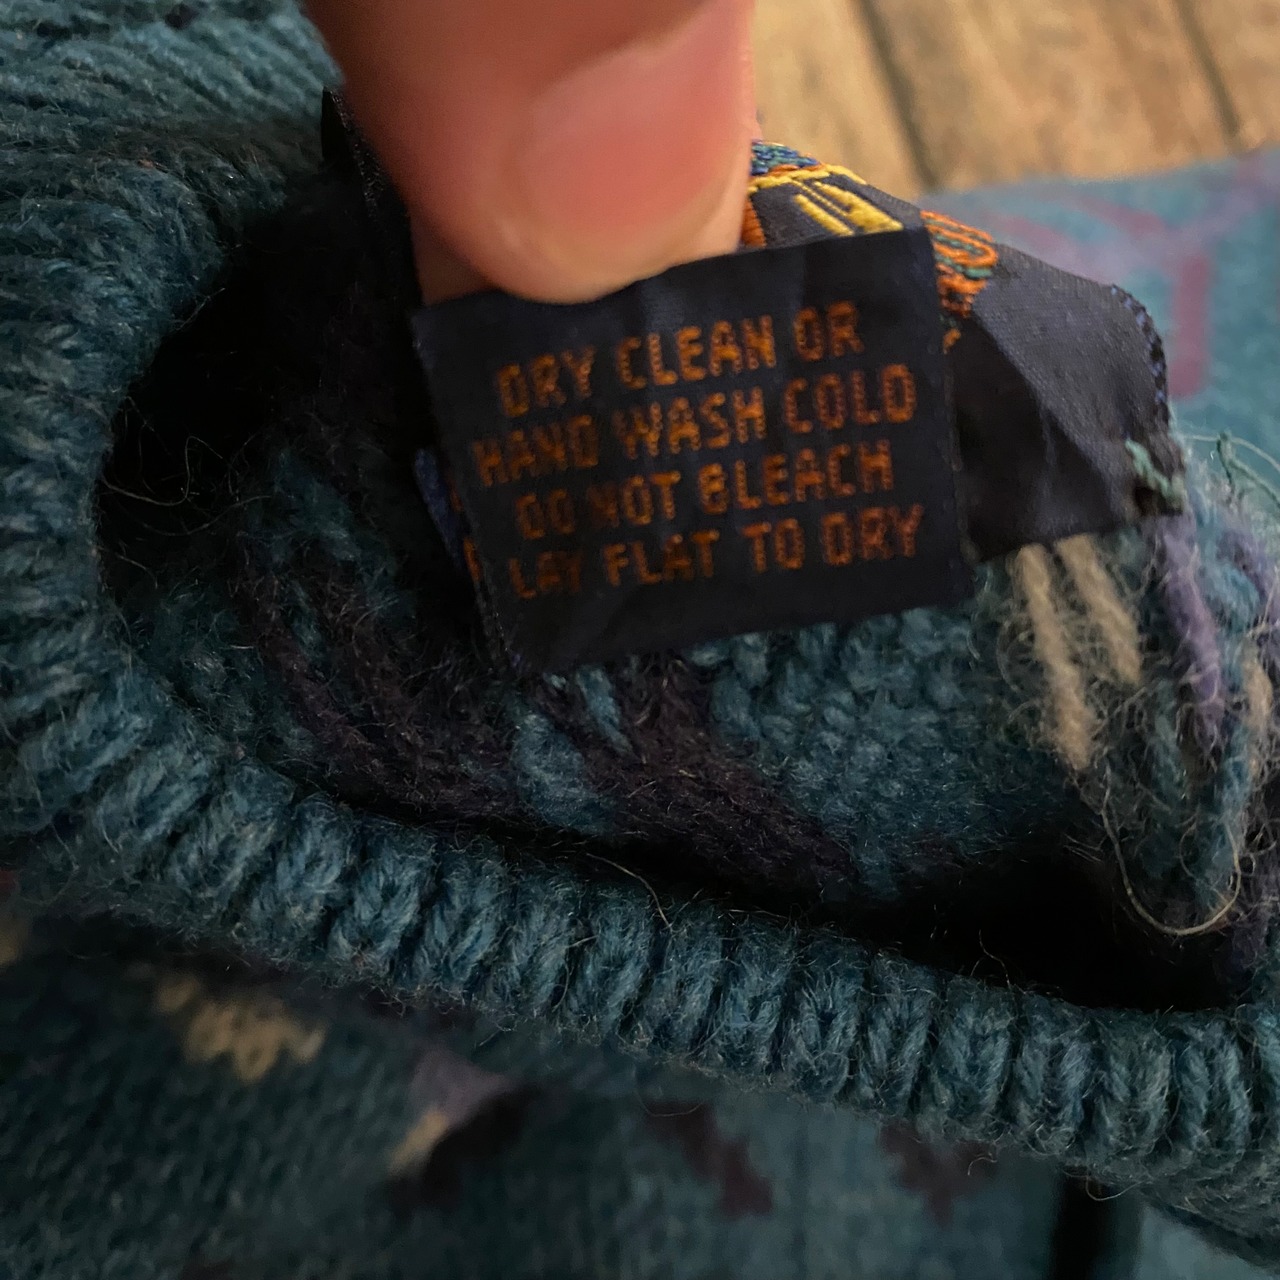 DRY CLEAN OR
HAND WASH COLD
DO NOT BLEACH
LAY FLAT TO DRY